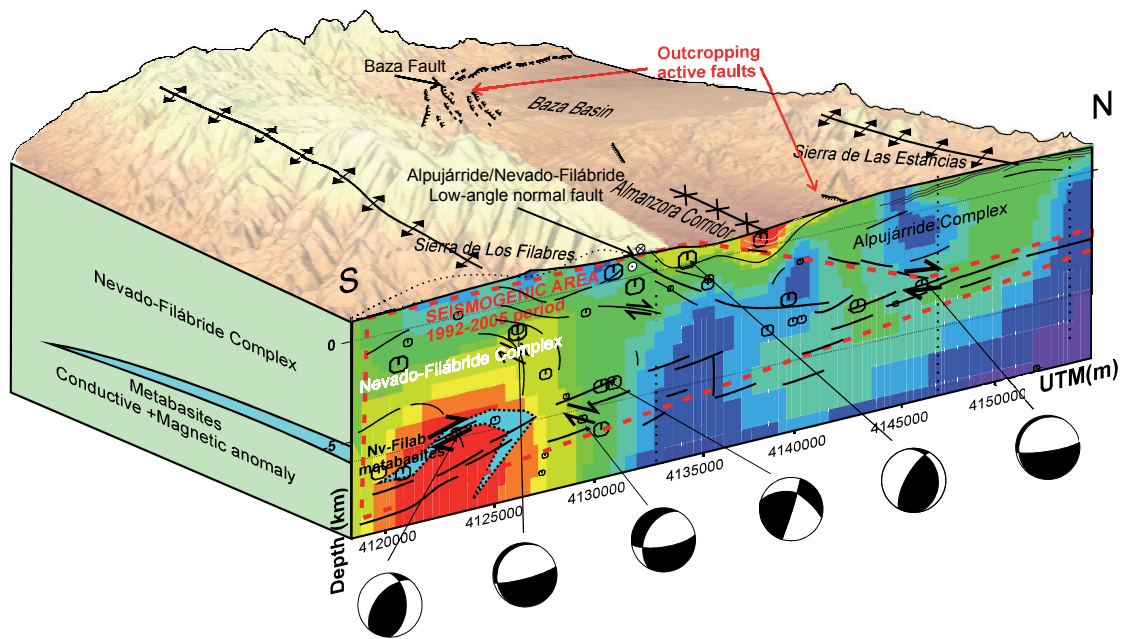 Outcropping
active faults
Baza Fault
Baza Basin
N
Sierra de Las Estancias
Alpujárride/Nevado-Filábride
Low-angle normal fault
Almanzora Corridor
Sierra de Los Filabres
Alpujárride Complex
S
Nevado-Filábride Complex
0
SEISMOGENIC AREA
1992-2005 period
Nevado-Filábride Complex
Metabasites
Conductive +Magnetic anomaly
-5
Nv-Filab
metabasites
Depth (km)
UTM(m)
4120000
4125000
4130000
4135000
4140000
4145000
4150000